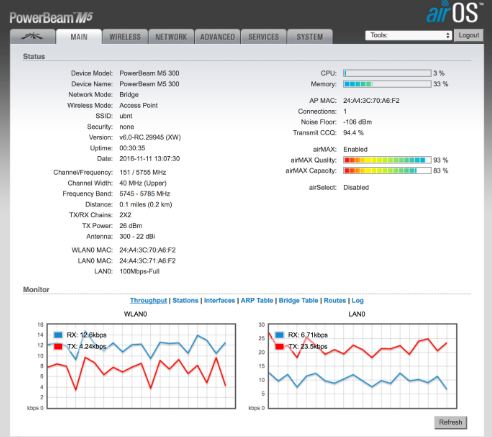 PowerBeam M5
airOS
MAIN WIRELESS NETWORK ADVANCED SERVICES SYSTEM Tools: Logout
Status
Device Model: PowerBeam M5 300
Device Name: PowerBeam M5 300
Network Mode: Bridge
Wireless Mode: Access Point
SSID: ubnt
Security: none
Version: v6.0-RC.29945 (XW)
Uptime: 00:30:35
Date: 2016-11-11 13:07:30
Channel/Frequency: 151 / 5755 MHz
Channel Width: 40 MHz (Upper)
Frequency Band: 5745 - 5785 MHz
Distance: 0.1 miles (0.2 km)
TX/RX Chains: 2X2
TX Power: 26 dBm
Antenna: 300 - 22 dBi
WLAN0 MAC: 24:A4:3C:70:A6:F2
LAN0 MAC: 24:A4:3C:71:A6:F2
LAN0: 100Mbps-Full
CPU: 3 %
Memory: 33 %
AP MAC: 24:A4:3C:70:A6:F2
Connections: 1
Noise Floor: -106 dBm
Transmit CCQ: 94.4 %
airMAX: Enabled
airMAX Quality: 93 %
airMAX Capacity: 83 %
airSelect: Disabled
Monitor
Throughput | Stations | Interfaces | ARP Table | Bridge Table | Routes | Log
WLAN0
16
14
12
10
8
6
4
2
kbps 0
RX: 12.6kbps
TX: 4.24kbps
LAN0
30
25
20
15
10
5
kbps 0
RX: 6.71kbps
TX: 23.5kbps
Refresh